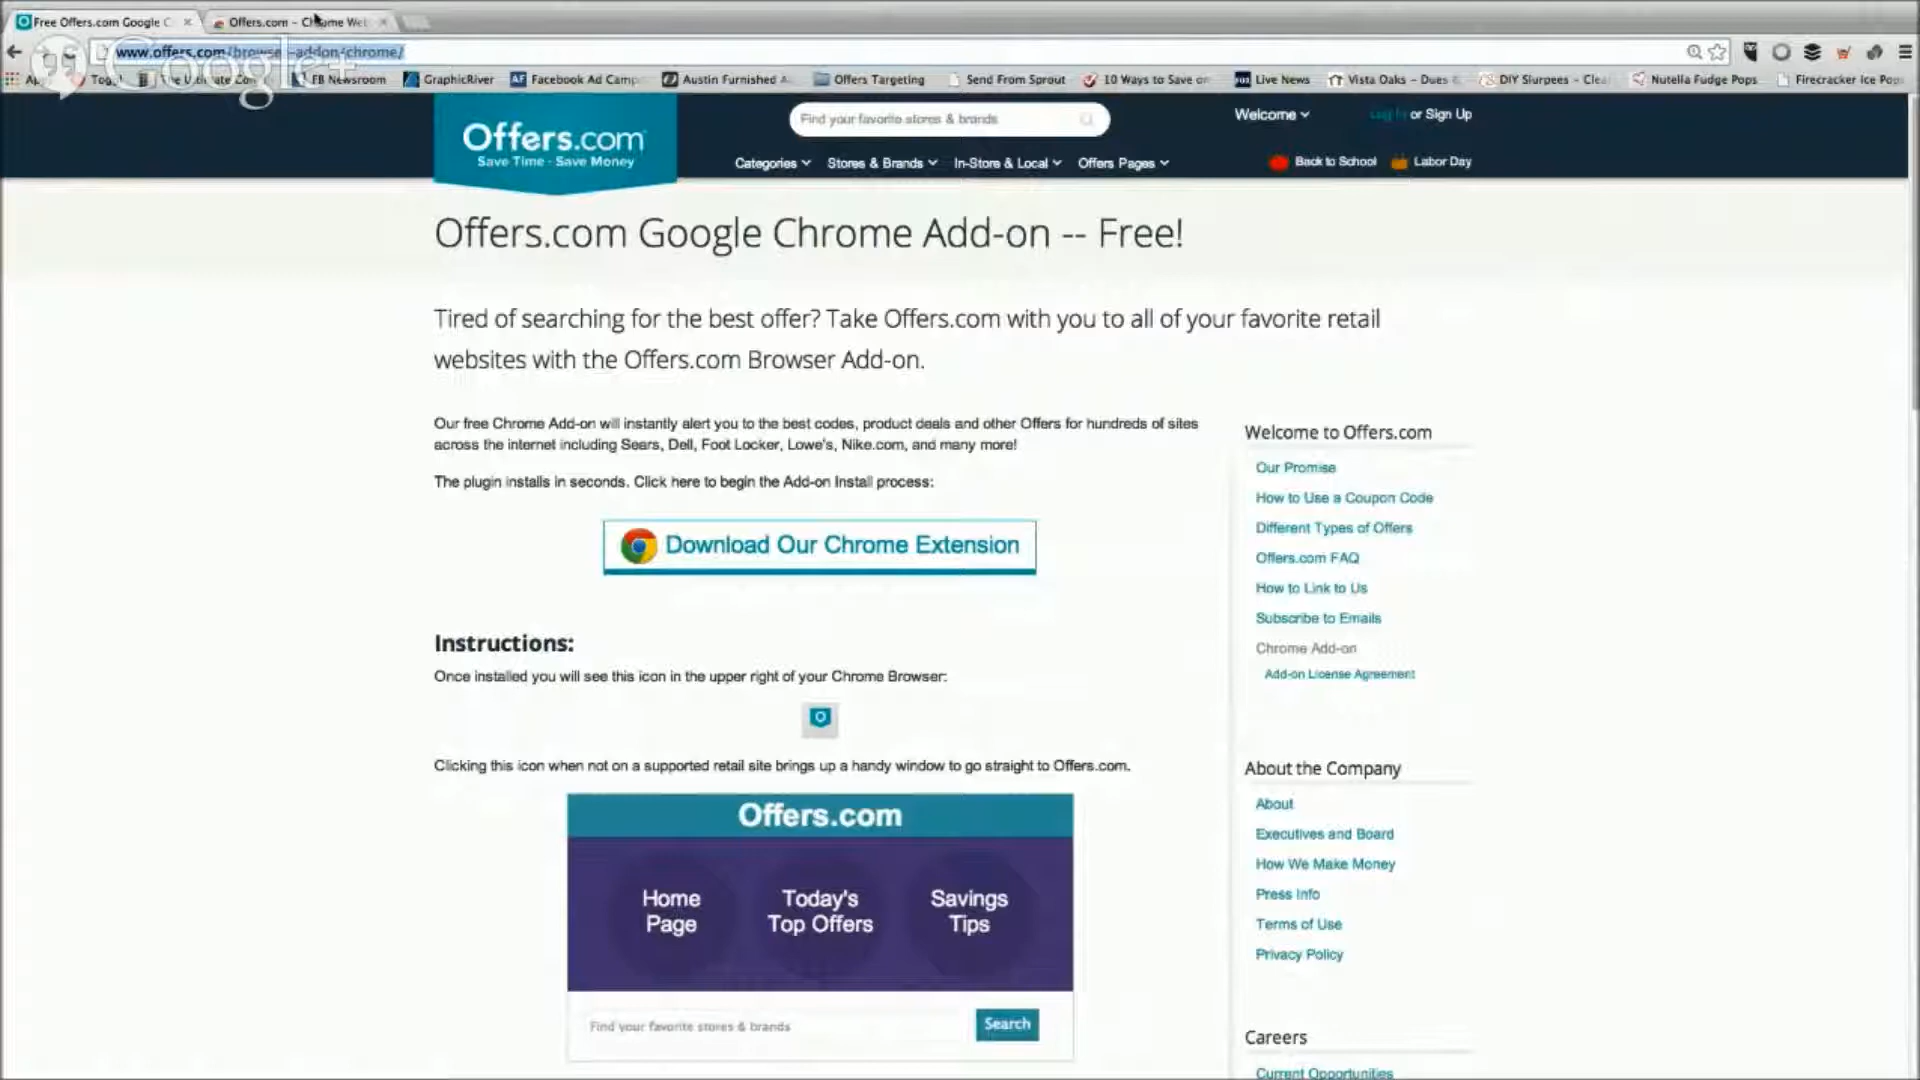 Free Offers.com Google C
Offers.com – Chrome Wel
www.offers.com/browser-addon/chrome/
Google+
FB Newsroom
GraphicRiver
Facebook Ad Camp
Austin Furnished A
Offers Targeting
Send From Sprout
10 Ways to Save on
Live News
Vista Oaks – Dues
DIY Slurpees – Clea
Nutella Fudge Pops
Firecracker Ice Pop
Offers.com
Save Time · Save Money
Find your favorite stores & brands
Welcome
Log In or Sign Up
Categories
Stores & Brands
In-Store & Local
Offers Pages
Back to School
Labor Day
Offers.com Google Chrome Add-on -- Free!
Tired of searching for the best offer? Take Offers.com with you to all of your favorite retail
websites with the Offers.com Browser Add-on.
Our free Chrome Add-on will instantly alert you to the best codes, product deals and other Offers for hundreds of sites
across the internet including Sears, Dell, Foot Locker, Lowe's, Nike.com, and many more!
The plugin installs in seconds. Click here to begin the Add-on Install process:
Download Our Chrome Extension
Instructions:
Once installed you will see this icon in the upper right of your Chrome Browser:
Clicking this icon when not on a supported retail site brings up a handy window to go straight to Offers.com.
Offers.com
Home
Page
Today's
Top Offers
Savings
Tips
Find your favorite stores & brands
Search
Welcome to Offers.com
Our Promise
How to Use a Coupon Code
Different Types of Offers
Offers.com FAQ
How to Link to Us
Subscribe to Emails
Chrome Add-on
Add-on License Agreement
About the Company
About
Executives and Board
How We Make Money
Press Info
Terms of Use
Privacy Policy
Careers
Current Opportunities